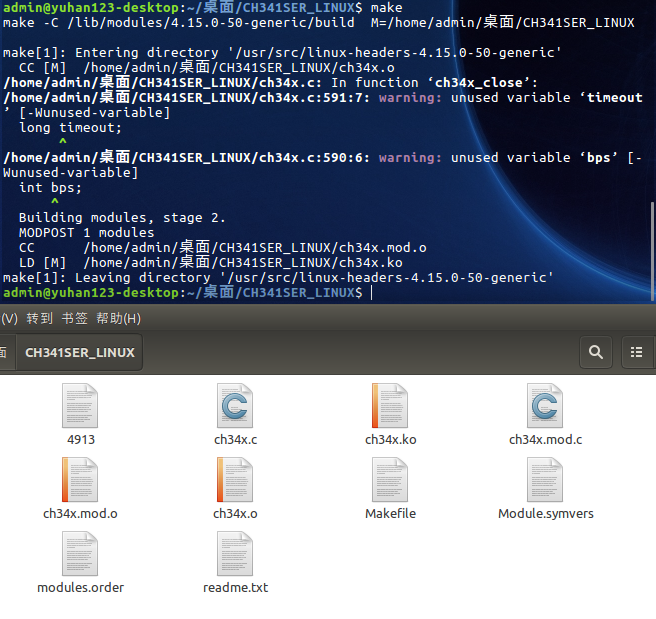 admin@yuhan123-desktop:~/桌面/CH341SER_LINUX$ make
make -C /lib/modules/4.15.0-50-generic/build  M=/home/admin/桌面/CH341SER_LINUX
make[1]: Entering directory '/usr/src/linux-headers-4.15.0-50-generic'
  CC [M]  /home/admin/桌面/CH341SER_LINUX/ch34x.o
/home/admin/桌面/CH341SER_LINUX/ch34x.c: In function ‘ch34x_close’:
/home/admin/桌面/CH341SER_LINUX/ch34x.c:591:7: warning: unused variable ‘timeout
’ [-Wunused-variable]
  long timeout;
       ^
/home/admin/桌面/CH341SER_LINUX/ch34x.c:590:6: warning: unused variable ‘bps’ [-
Wunused-variable]
  int bps;
      ^
  Building modules, stage 2.
  MODPOST 1 modules
  CC      /home/admin/桌面/CH341SER_LINUX/ch34x.mod.o
  LD [M]  /home/admin/桌面/CH341SER_LINUX/ch34x.ko
make[1]: Leaving directory '/usr/src/linux-headers-4.15.0-50-generic'
admin@yuhan123-desktop:~/桌面/CH341SER_LINUX$
(V) 转到 书签 帮助(H)
面 CH341SER_LINUX
4913 ch34x.c ch34x.ko ch34x.mod.c
ch34x.mod.o ch34x.o Makefile Module.symvers
modules.order readme.txt